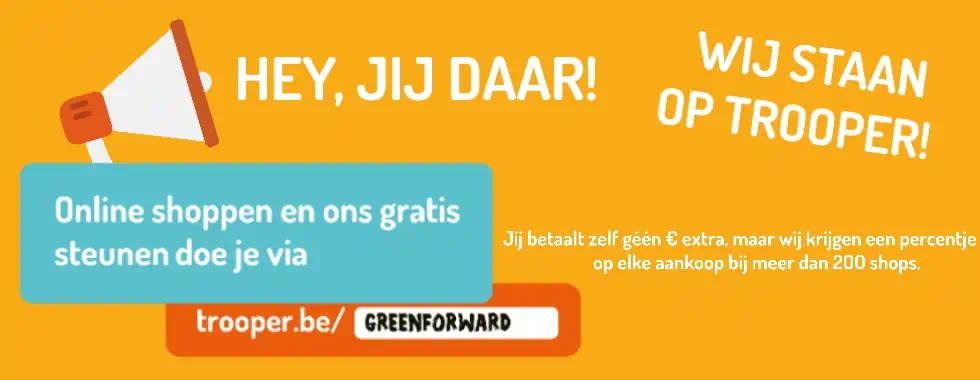 HEY, JIJ DAAR!
WIJ STAAN
OP TROOPER!
Online shoppen en ons gratis
steunen doe je via
trooper.be/ GREENFORWARD
Jij betaalt zelf géén € extra, maar wij krijgen een percentje
op elke aankoop bij meer dan 200 shops.